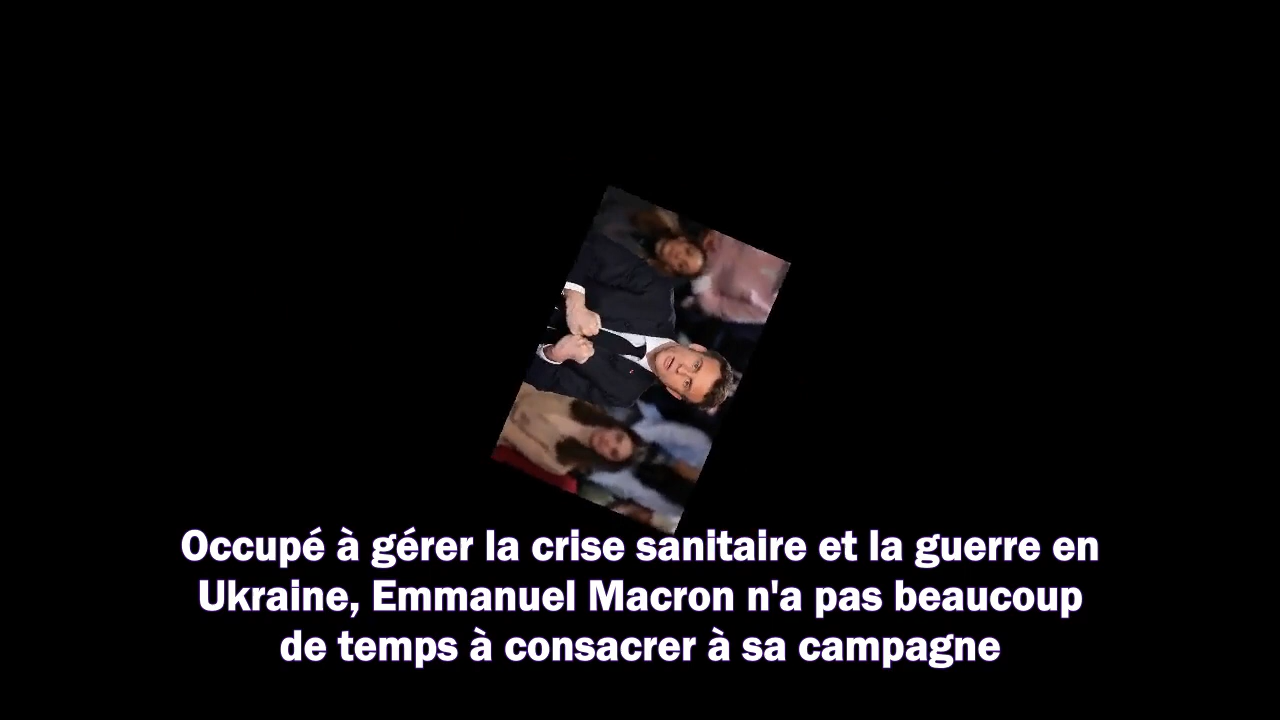 Occupé à gérer la crise sanitaire et la guerre en
Ukraine, Emmanuel Macron n'a pas beaucoup
de temps à consacrer à sa campagne